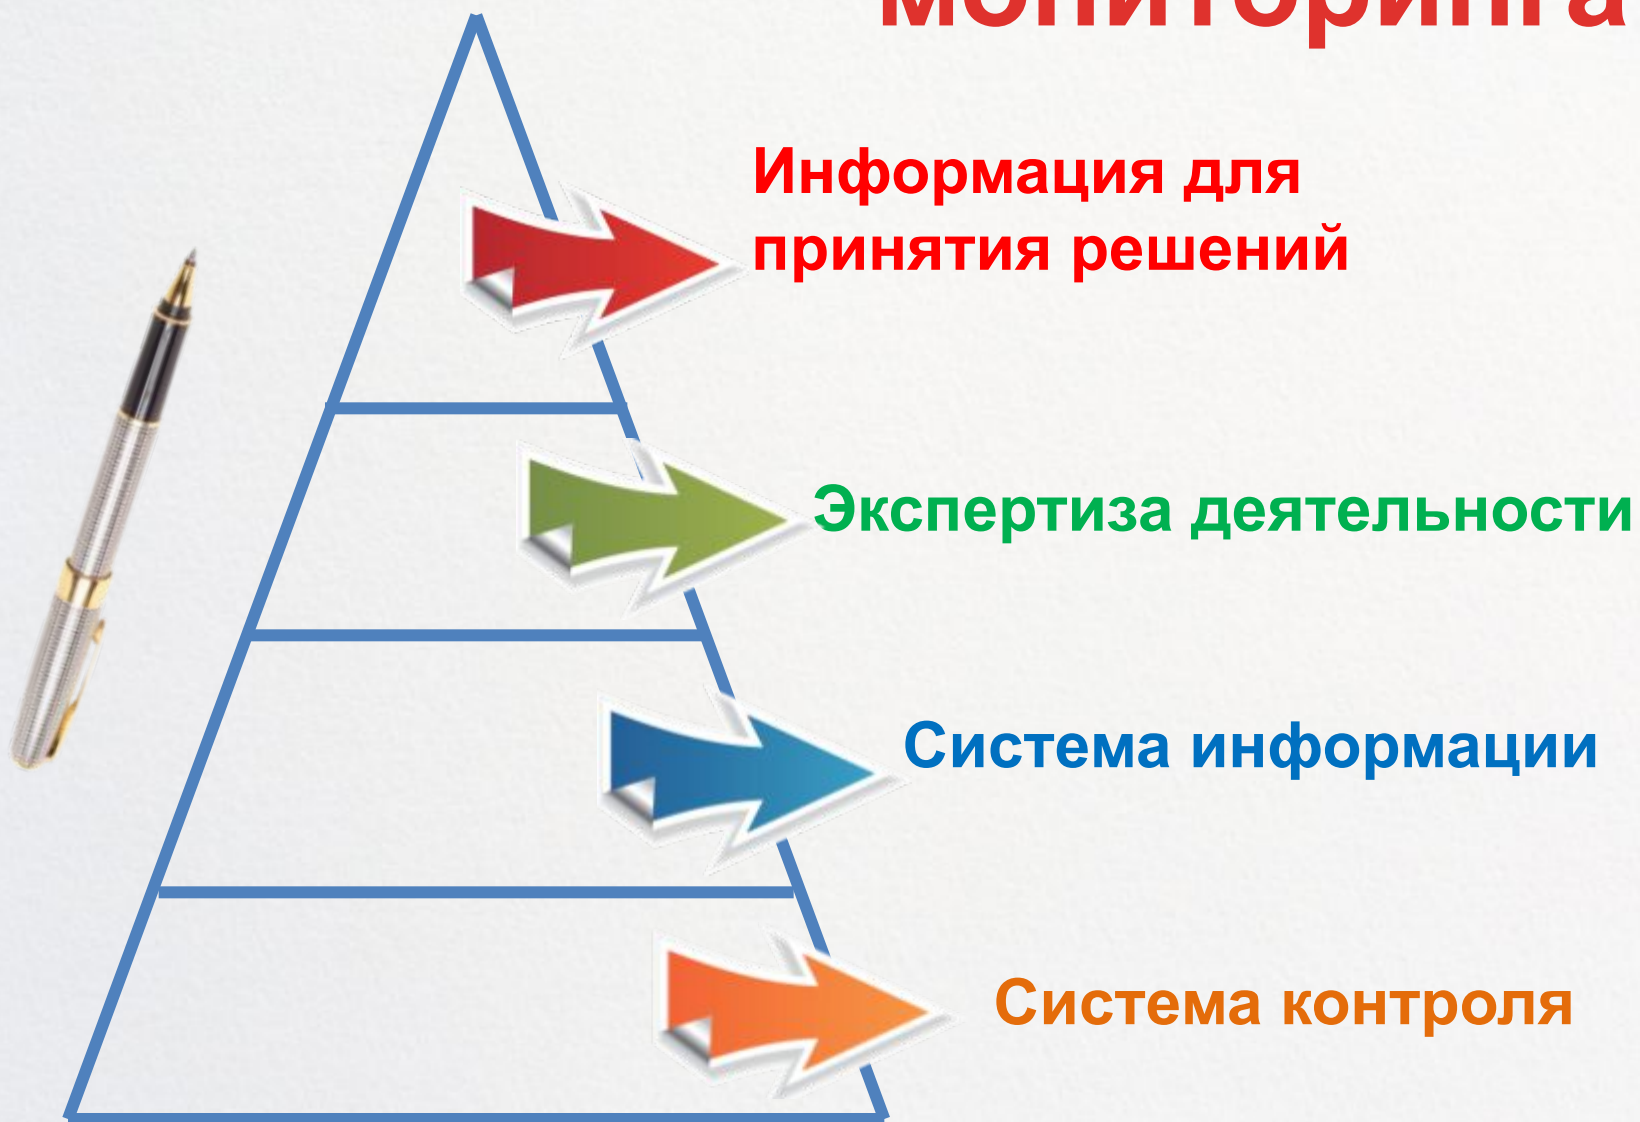 мониторинга
Информация для
принятия решений
Экспертиза деятельности
Система информации
Система контроля